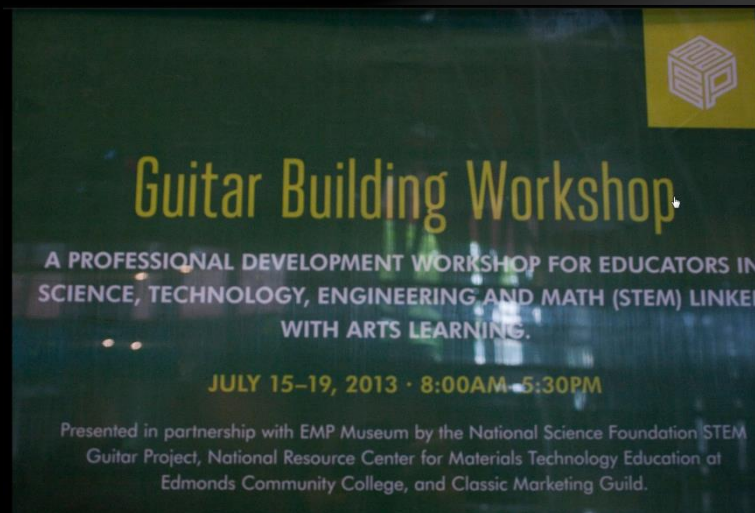 EMP
Guitar Building Workshop
A PROFESSIONAL DEVELOPMENT WORKSHOP FOR EDUCATORS IN
SCIENCE, TECHNOLOGY, ENGINEERING AND MATH (STEM) LINKE
WITH ARTS LEARNING.
JULY 15–19, 2013 · 8:00AM–5:30PM
Presented in partnership with EMP Museum by the National Science Foundation STEM
Guitar Project, National Resource Center for Materials Technology Education at
Edmonds Community College, and Classic Marketing Guild.